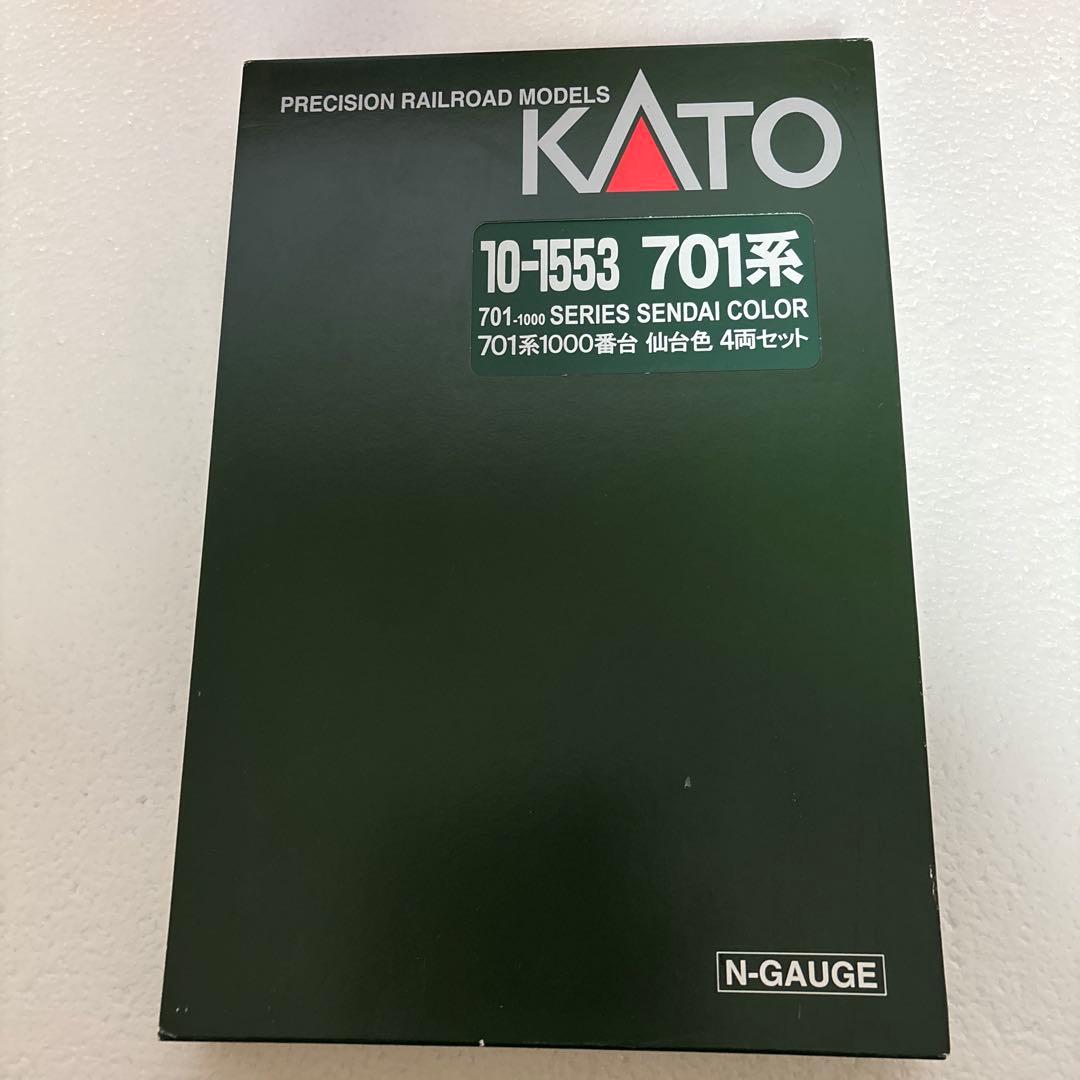 PRECISION RAILROAD MODELS
KATO
10-1553 701系
701-1000 SERIES SENDAI COLOR
701系1000番台 仙台色 4両セット
N-GAUGE